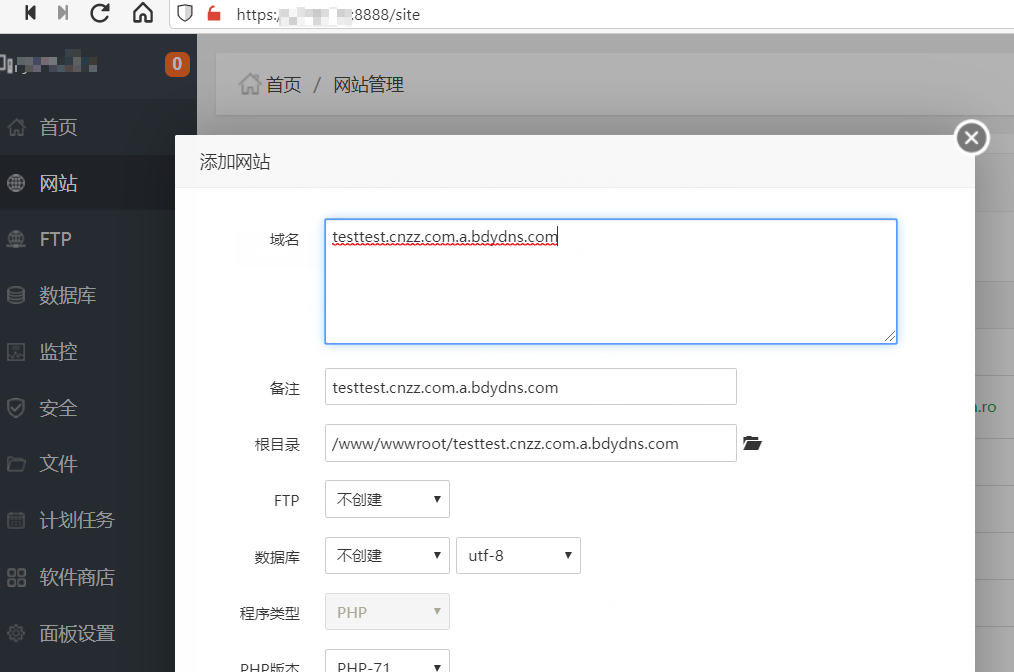 https:/
:8888/site
0
首页 / 网站管理
首页
网站
FTP
数据库
监控
安全
文件
计划任务
软件商店
面板设置
添加网站
域名
testtest.cnzz.com.a.bdydns.com
备注
testtest.cnzz.com.a.bdydns.com
根目录
/www/wwwroot/testtest.cnzz.com.a.bdydns.com
FTP
不创建
数据库
不创建
utf-8
程序类型
PHP
PHP版本
PHP-71
.ro